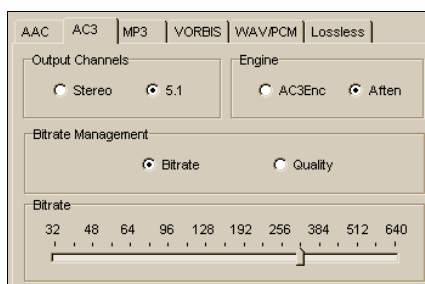 AAC AC3 MP3 VORBIS WAV/PCM Lossless
Output Channels Engine
Stereo 5.1 AC3Enc Aften
Bitrate Management
Bitrate Quality
Bitrate
32 48 64 96 128 192 256 384 512 640